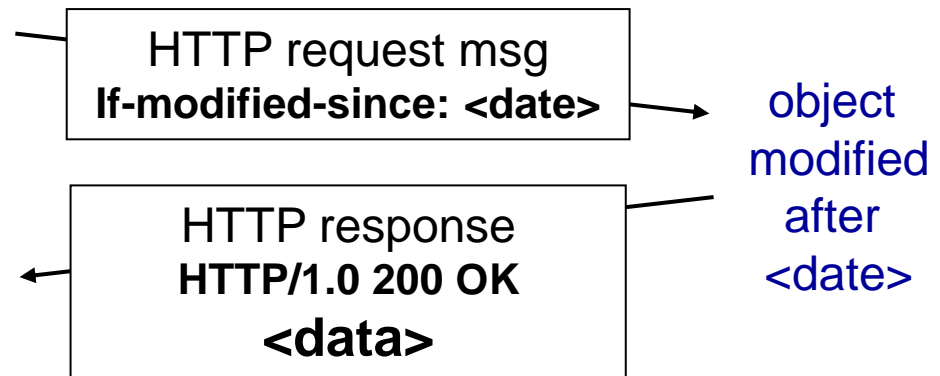 HTTP request msg
If-modified-since: <date>
object
modified
after
<date>
HTTP response
HTTP/1.0 200 OK
<data>